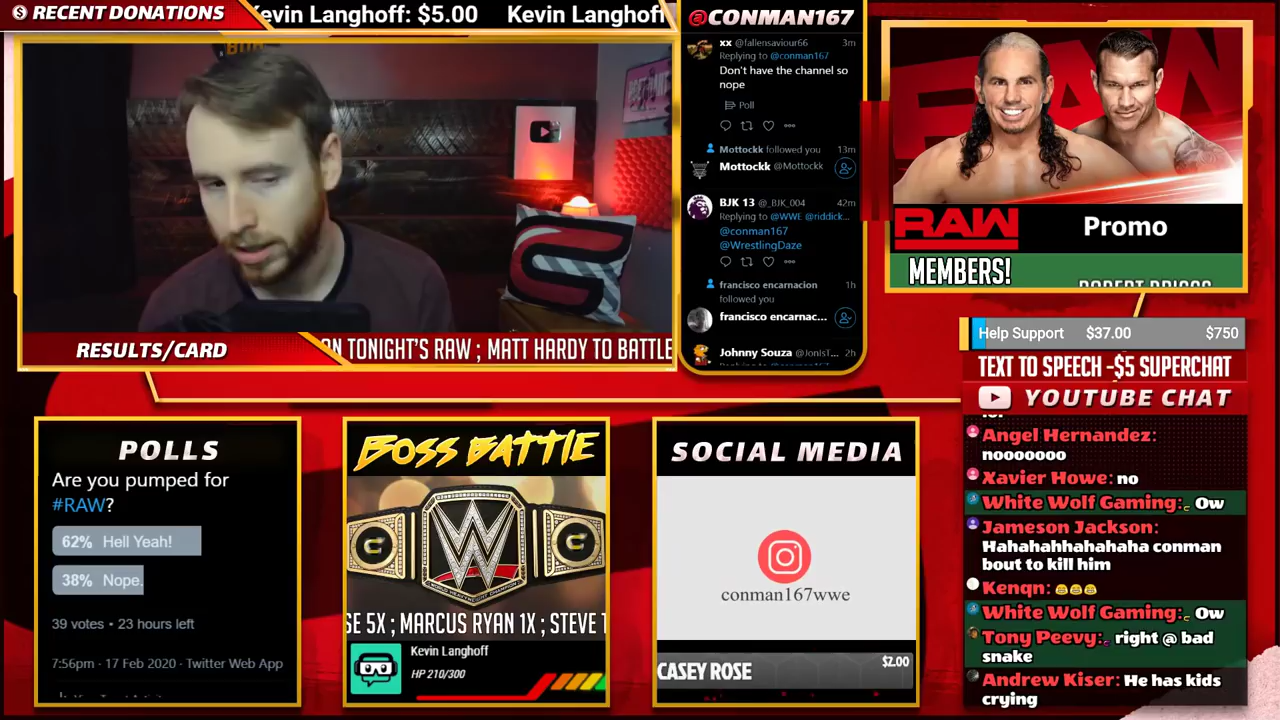 RECENT DONATIONS
Kevin Langhoff: $5.00 Kevin Langhoff
RESULTS/CARD
ON TONIGHT'S RAW ; MATT HARDY TO BATTLE
@CONMAN167
xx @fallensaviour66 3m
Replying to @conman167
Don't have the channel so
nope
Poll
Mottockk followed you 13m
Mottockk @Mottockk
BJK 13 @_BJK_004 42m
Replying to @WWE @riddick...
@conman167
@WrestlingDaze
francisco encarnacion 1h
followed you
francisco encarnac...
Johnny Souza @JonisT... 2h
RAW
Promo
MEMBERS!
Help Support $37.00 $750
TEXT TO SPEECH -$5 SUPERCHAT
YOUTUBE CHAT
Angel Hernandez:
nooooooo
Xavier Howe: no
White Wolf Gaming: Ow
Jameson Jackson:
Hahahahhahahaha conman
bout to kill him
Kenqn: 😂😂😂
White Wolf Gaming: Ow
Tony Peevy: right @ bad
snake
Andrew Kiser: He has kids
crying
POLLS
Are you pumped for
#RAW?
62% Hell Yeah!
38% Nope.
39 votes • 23 hours left
7:56pm · 17 Feb 2020 · Twitter Web App
BOSS BATTLE
SE 5X ; MARCUS RYAN 1X ; STEVE
Kevin Langhoff
HP 210/300
SOCIAL MEDIA
conman167wwe
CASEY ROSE $2.00